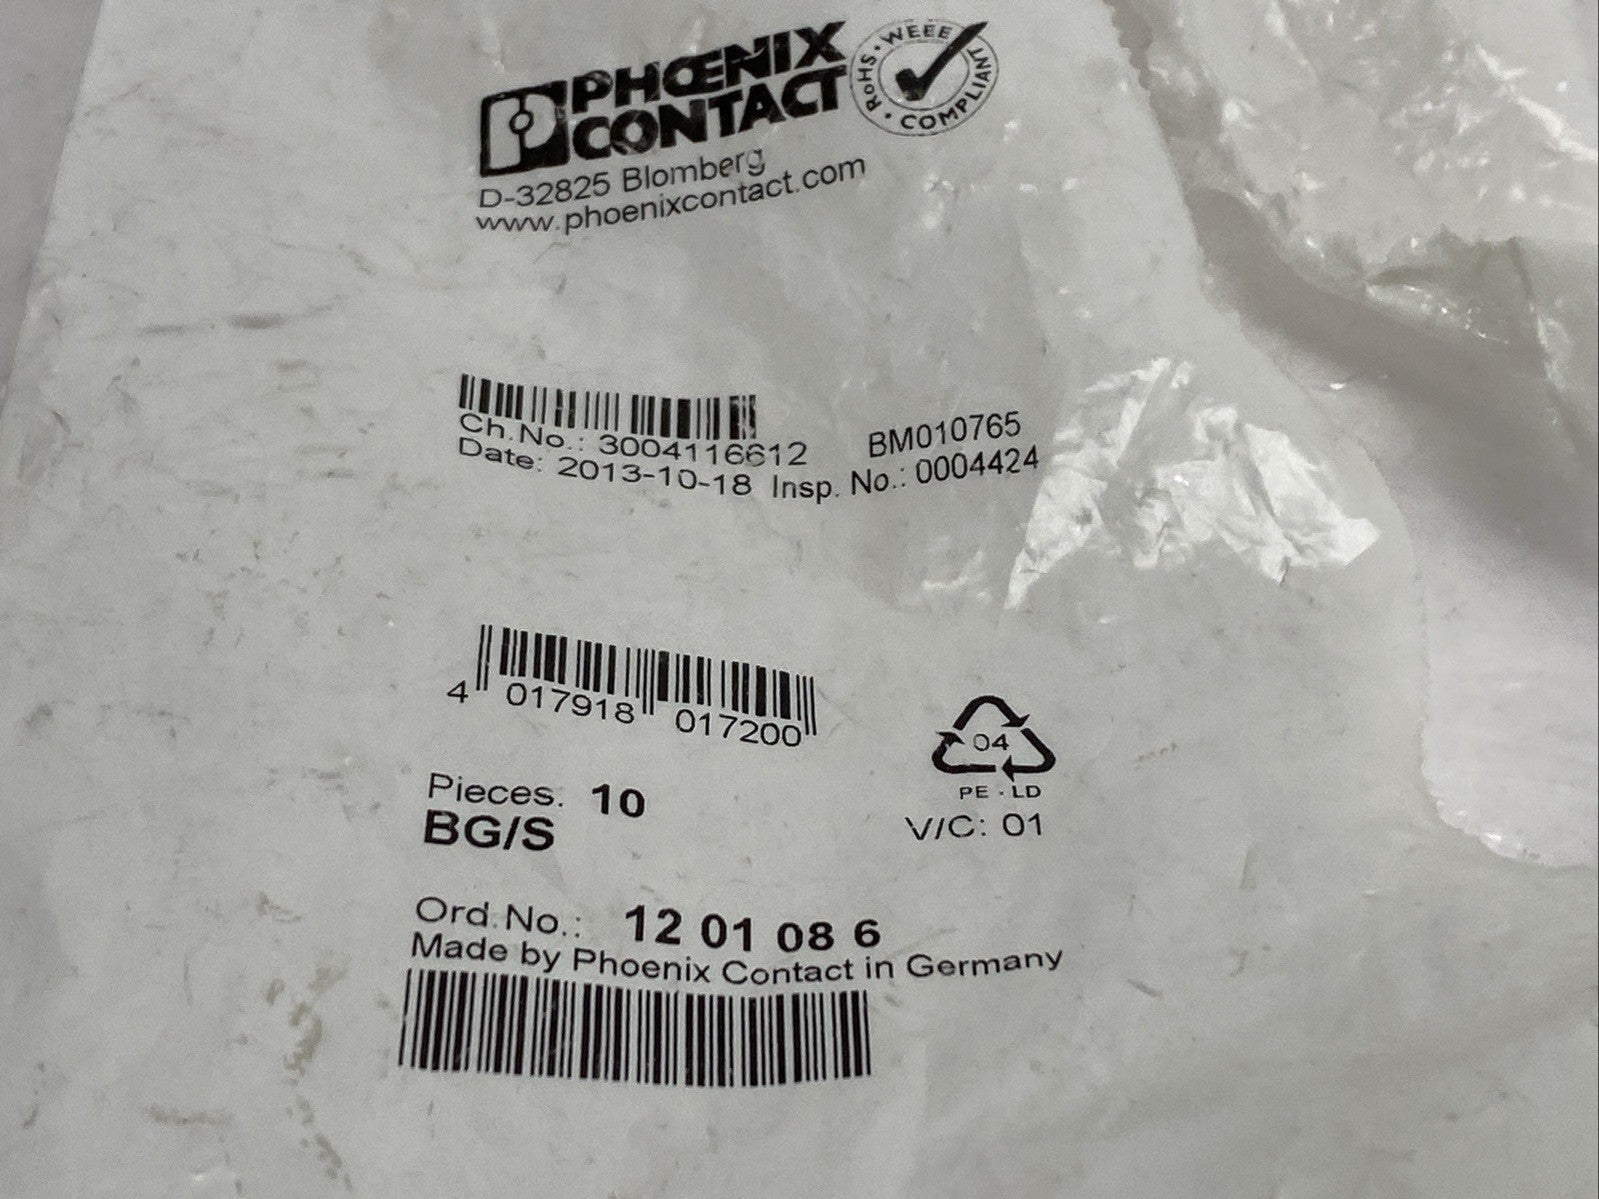 PHŒNIX
CONTACT
RoHS · WEEE · COMPLIANT
D-32825 Blomberg
www.phoenixcontact.com
Ch.No.: 3004116612 BM010765
Date: 2013-10-18 Insp. No.: 0004424
4 017918 017200
04
PE · LD
Pieces. 10
V/C: 01
BG/S
Ord.No.: 12 01 08 6
Made by Phoenix Contact in Germany